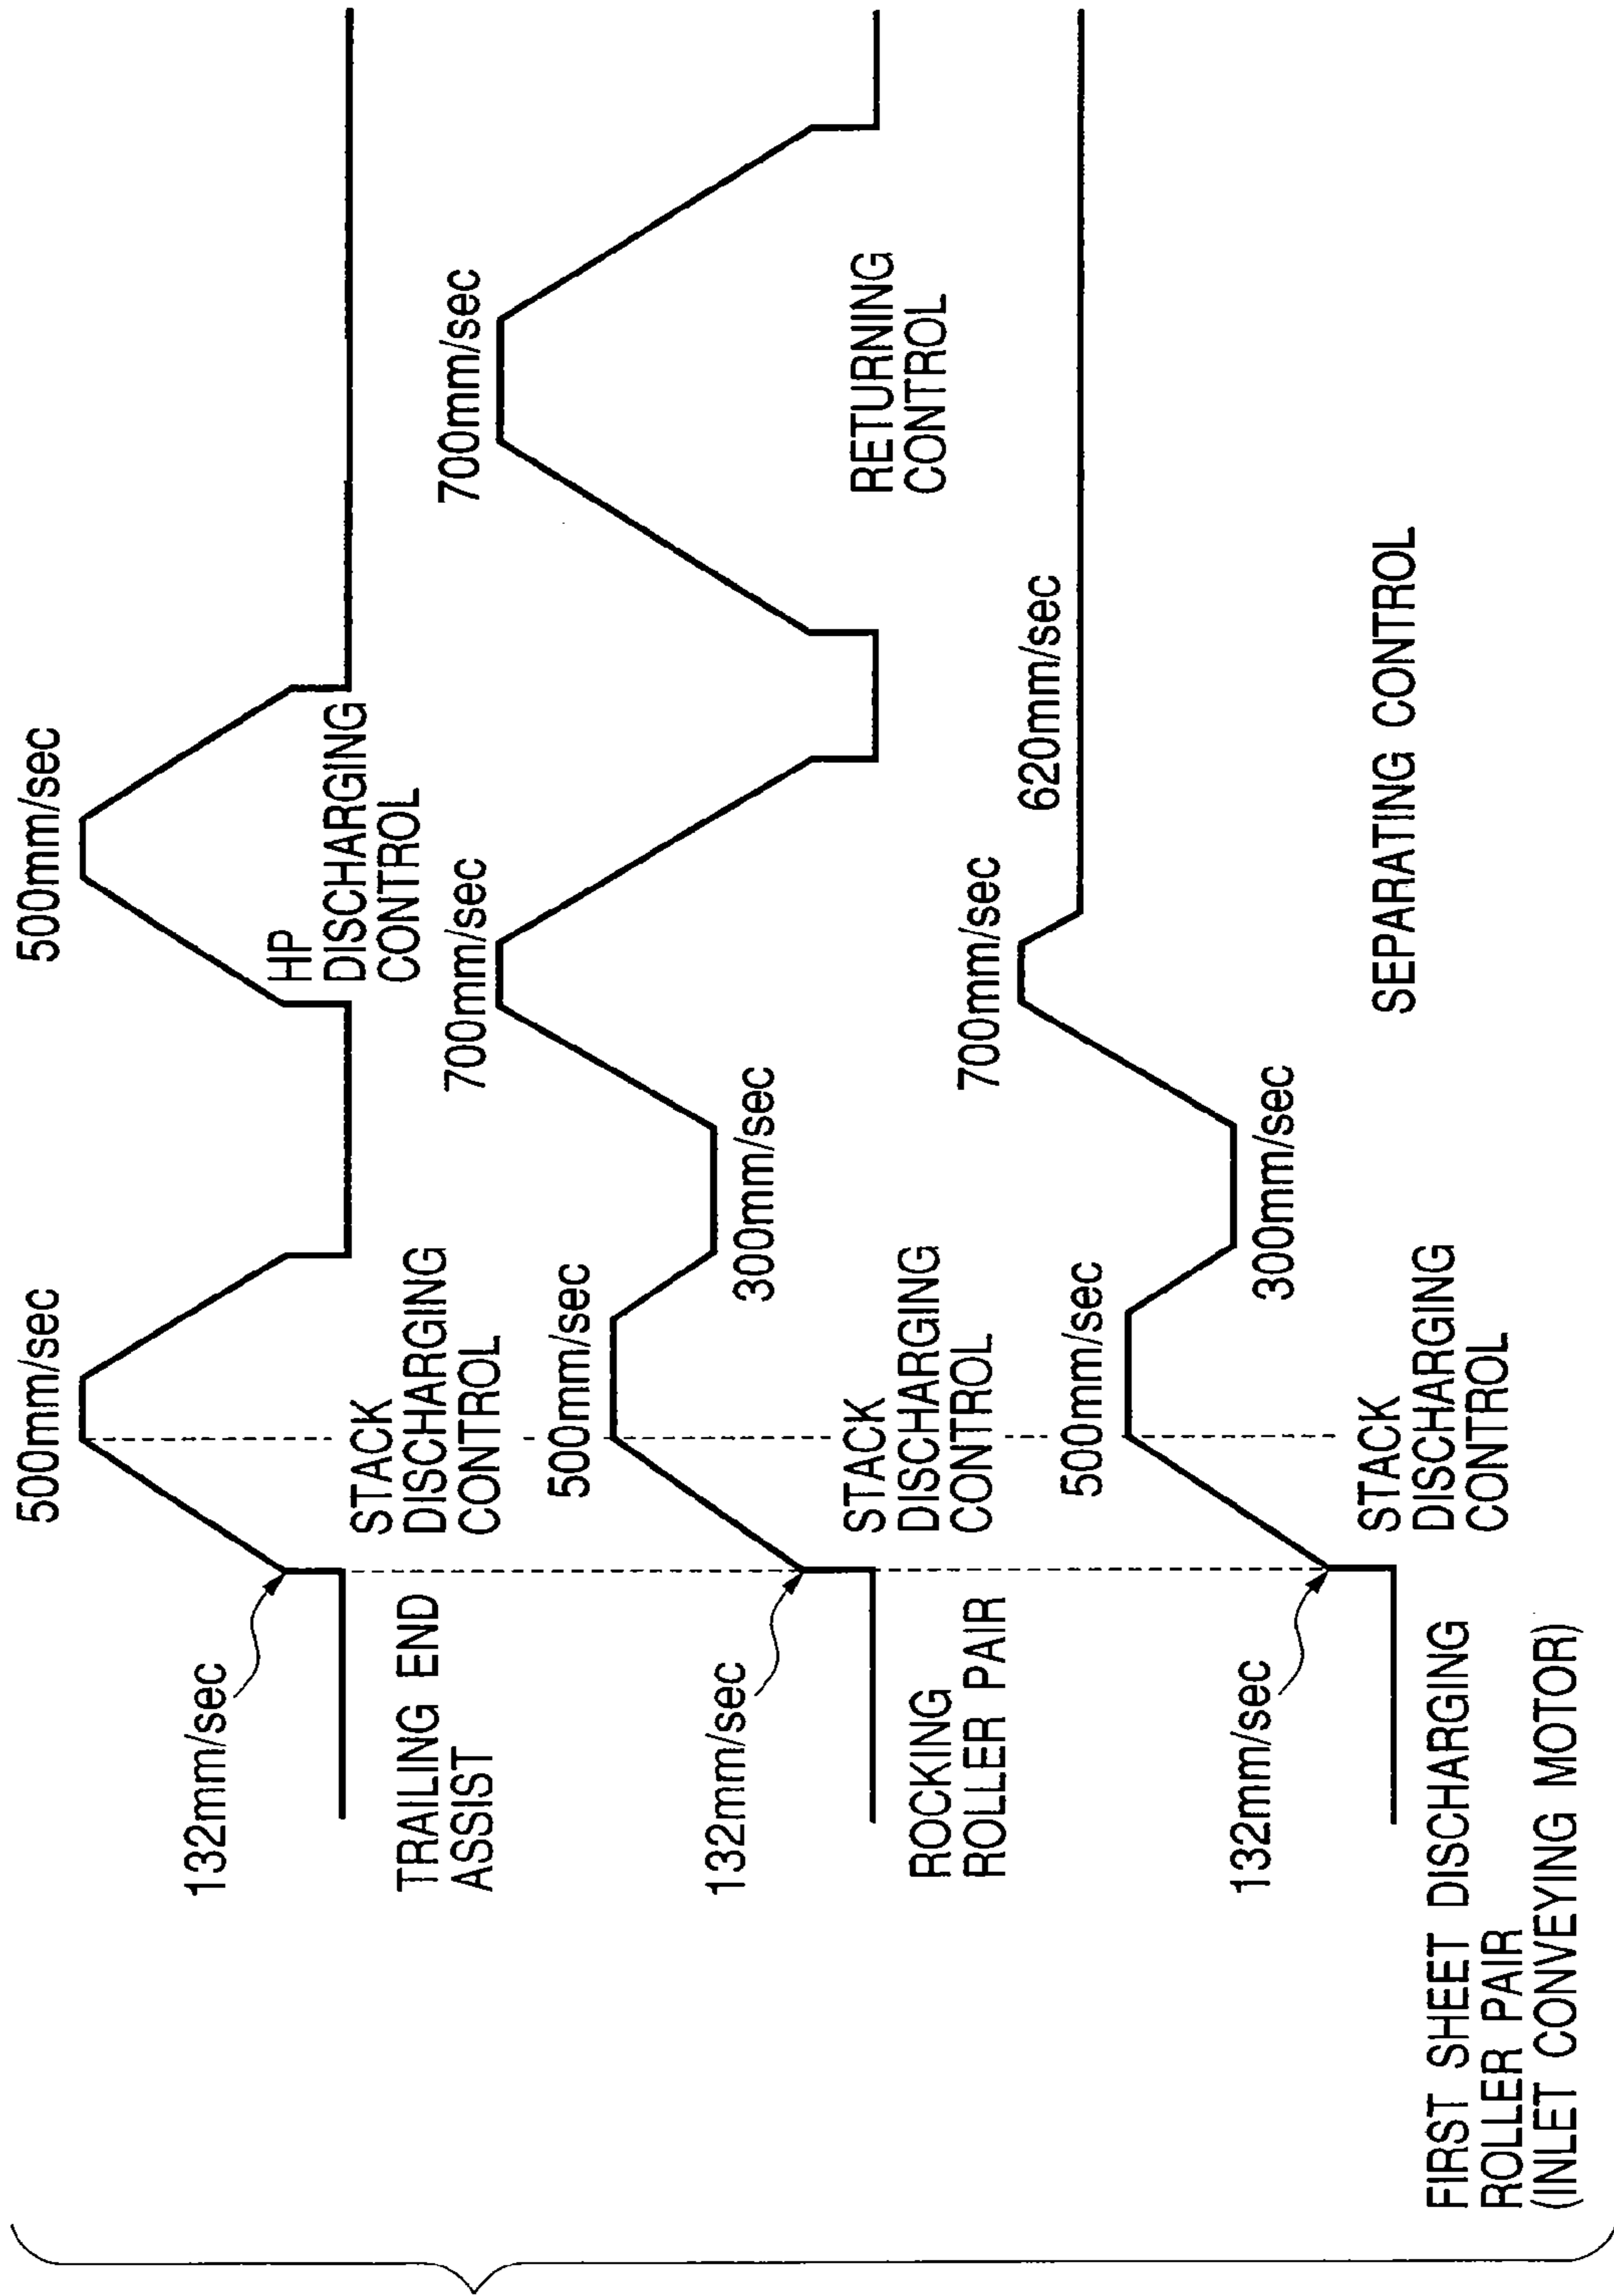 500mm/sec
500mm/sec
132mm/sec
HP
DISCHARGING
CONTROL
STACK
DISCHARGING
CONTROL
TRAILING END
ASSIST
700mm/sec
700mm/sec
500mm/sec
300mm/sec
132mm/sec
RETURNING
CONTROL
STACK
DISCHARGING
CONTROL
ROCKING
ROLLER PAIR
620mm/sec
700mm/sec
500mm/sec
300mm/sec
132mm/sec
SEPARATING CONTROL
STACK
DISCHARGING
CONTROL
FIRST SHEET DISCHARGING
ROLLER PAIR
(INLET CONVEYING MOTOR)